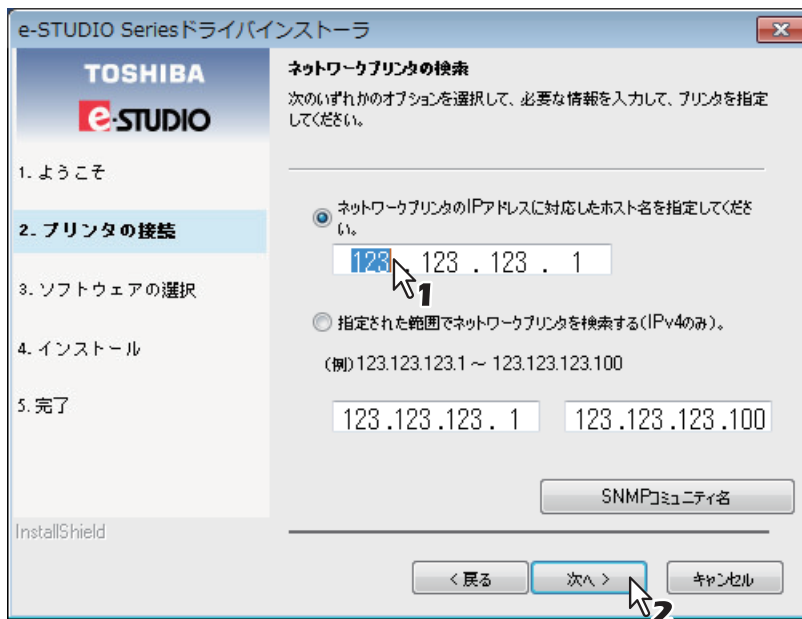 e-STUDIO Seriesドライバインストーラ
TOSHIBA
e-STUDIO
1. ようこそ
2. プリンタの接続
3. ソフトウェアの選択
4. インストール
5. 完了
InstallShield
ネットワークプリンタの検索
次のいずれかのオプションを選択して、必要な情報を入力して、プリンタを指定
してください。
ネットワークプリンタのIPアドレスに対応したホスト名を指定してくださ
い。
123 . 123 . 123 . 1
1
指定された範囲でネットワークプリンタを検索する(IPv4のみ)。
(例) 123.123.123.1 ～ 123.123.123.100
123 .123 .123 . 1 123 .123 .123 .100
SNMPコミュニティ名
< 戻る 次へ > キャンセル
2